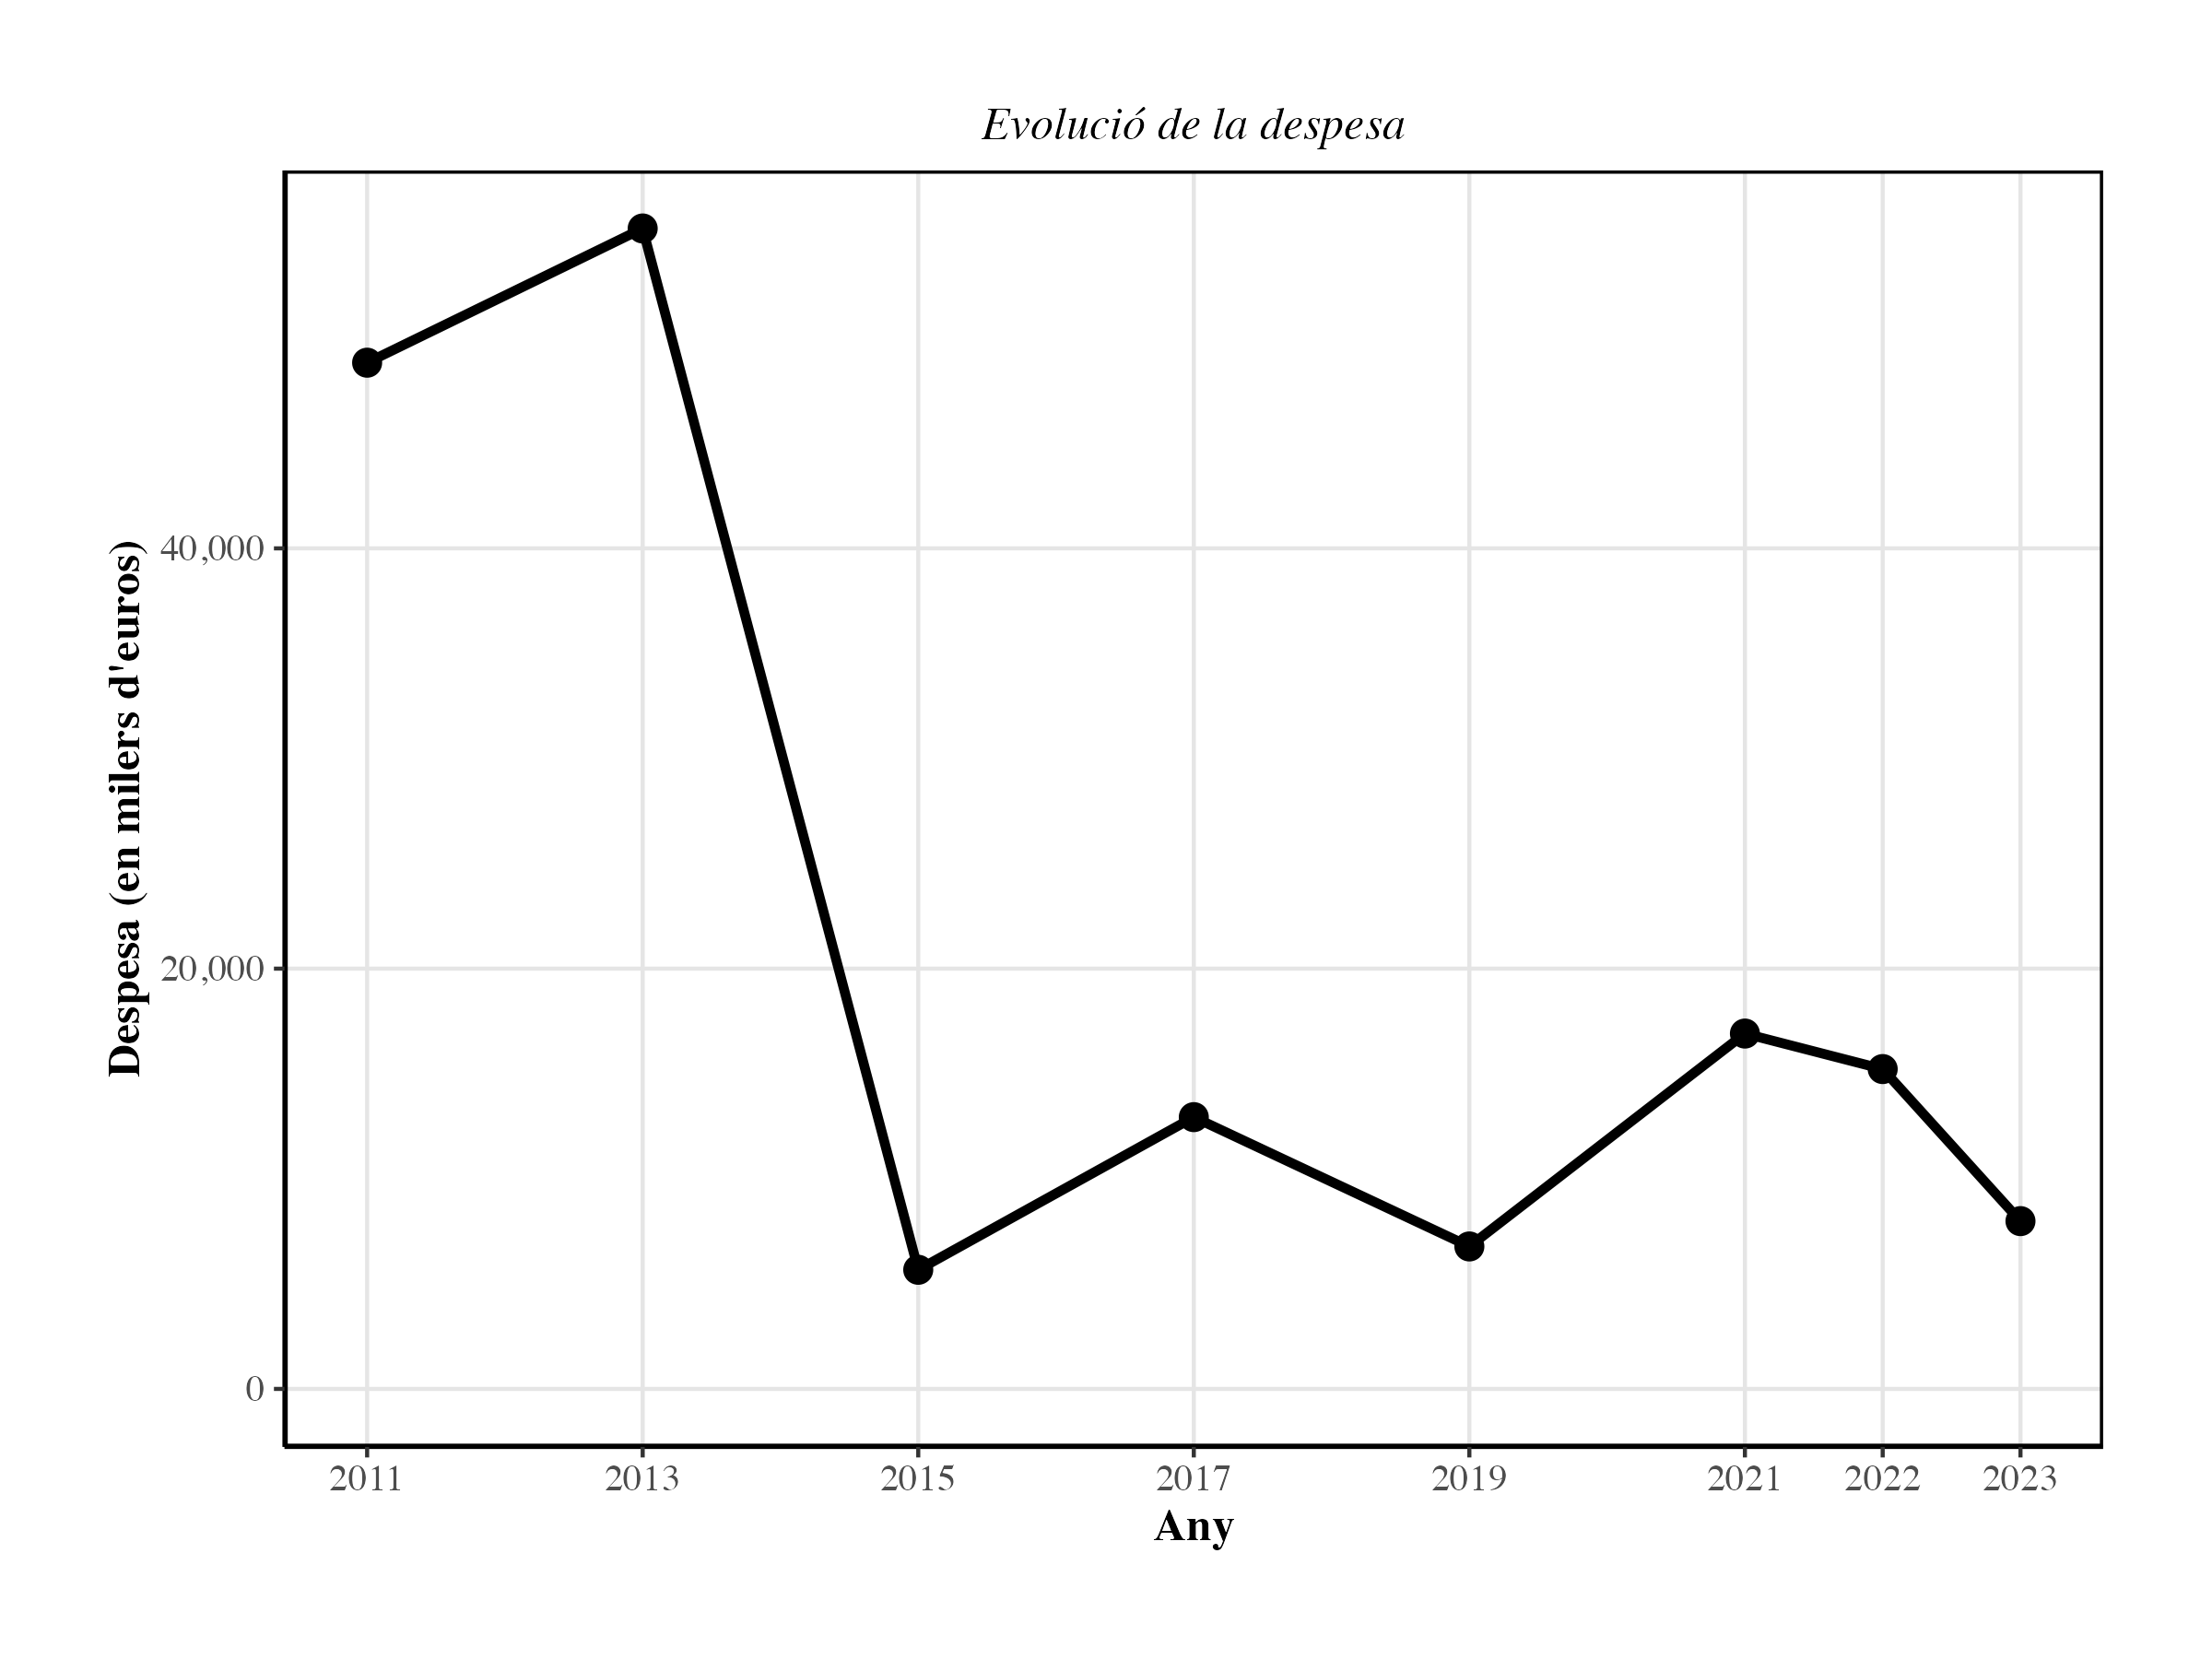 Evolució de la despesa
Despesa (en milers d'euros)
40,000
20,000
0
2011 2013 2015 2017 2019 2021 2022 2023
Any